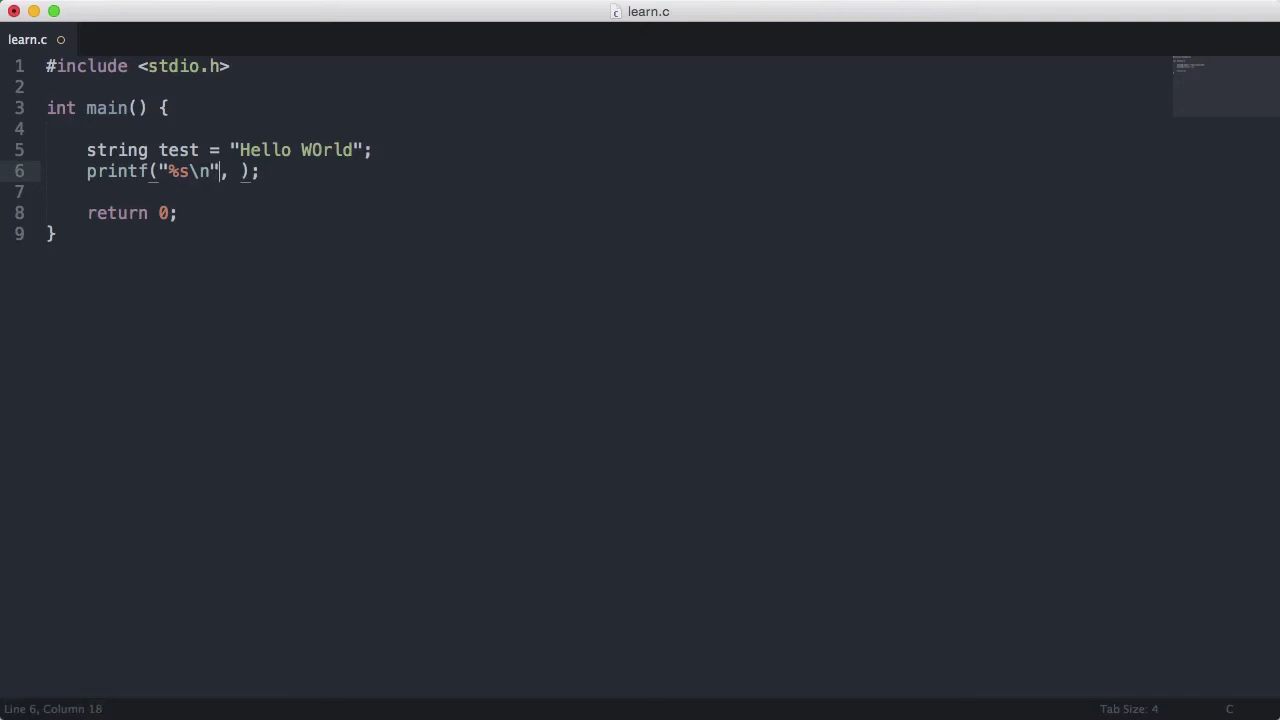 learn.c
learn.c
1 #include <stdio.h>
2
3 int main() {
4
5 string test = "Hello WOrld";
6 printf("%s\n", );
7
8 return 0;
9 }
Line 6, Column 18
Tab Size: 4
C